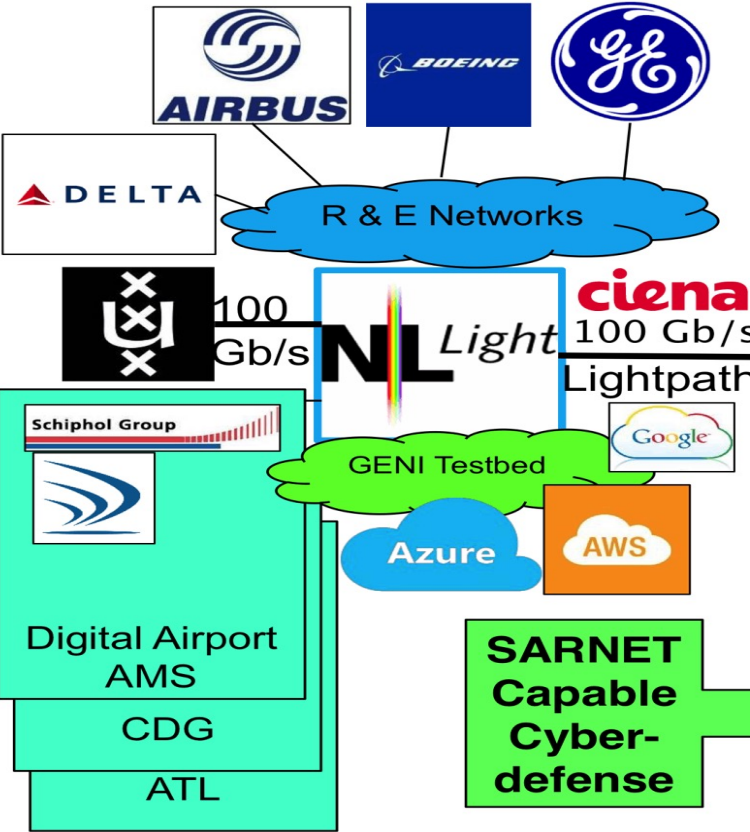 AIRBUS
BOEING
GE
DELTA
R & E Networks
X
U
X
X
100
Gb/s
NL Light
ciena
100 Gb/s
Lightpath
Schiphol Group
Google
GENI Testbed
Azure
AWS
Digital Airport
AMS
CDG
ATL
SARNET
Capable
Cyber-
defense